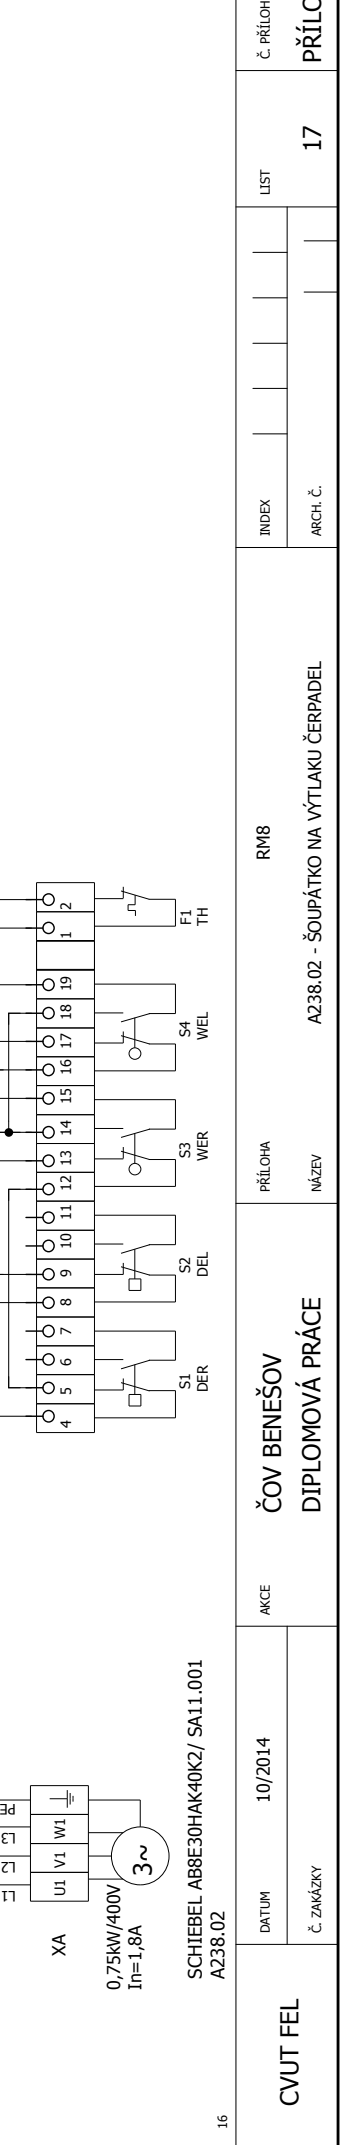 L1 L2 L3 PE
U1 V1 W1
XA
3~
0,75kW/400V
In=1,8A
SCHIEBEL AB8E30HAK40K2/ SA11.001
A238.02
4 5 6 7 8 9 10 11 12 13 14 15 16 17 18 19 1 2
S1
DER
S2
DEL
S3
WER
S4
WEL
F1
TH
16
CVUT FEL
DATUM 10/2014
Č. ZAKÁZKY
AKCE
ČOV BENEŠOV
DIPLOMOVÁ PRÁCE
PŘÍLOHA RM8
NÁZEV A238.02 - ŠOUPÁTKO NA VÝTLAKU ČERPADEL
INDEX
ARCH. Č.
LIST 17
Č. PŘÍLOH
PŘÍLO